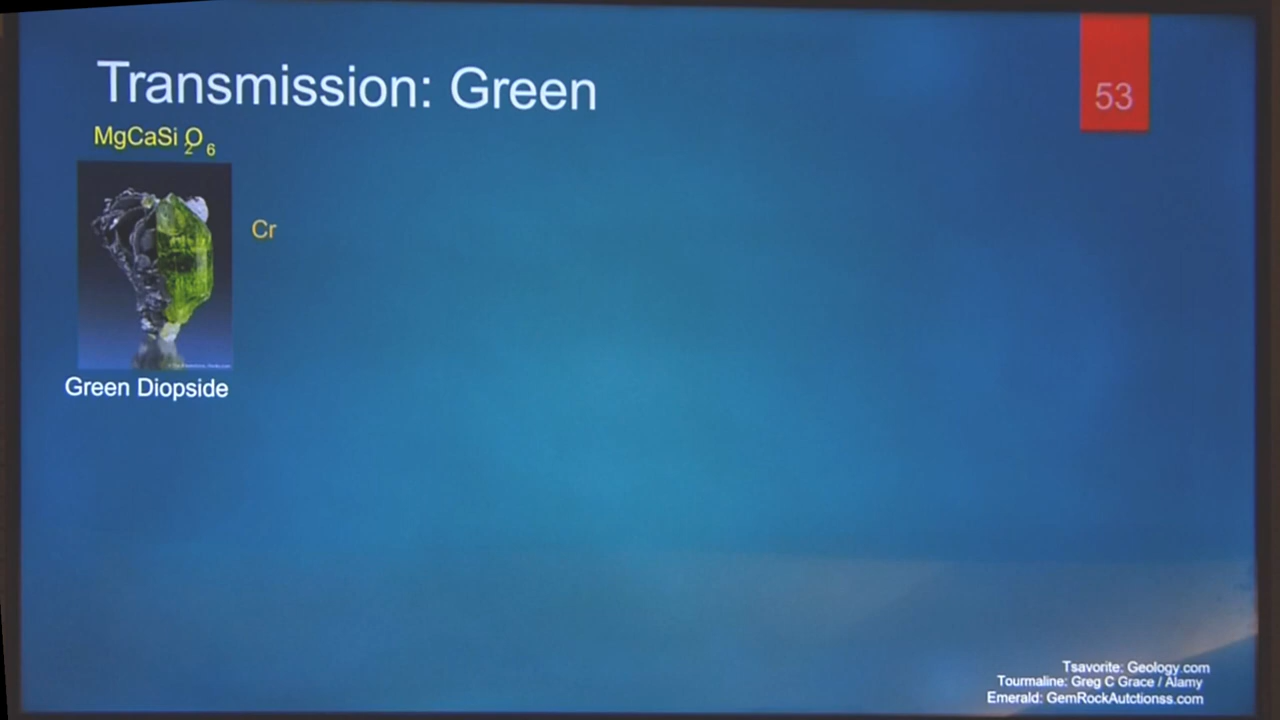 Transmission: Green
53
MgCaSi2O6
Cr
Green Diopside
Tsavorite: Geology.com
Tourmaline: Greg C Grace / Alamy
Emerald: GemRockAutctionss.com